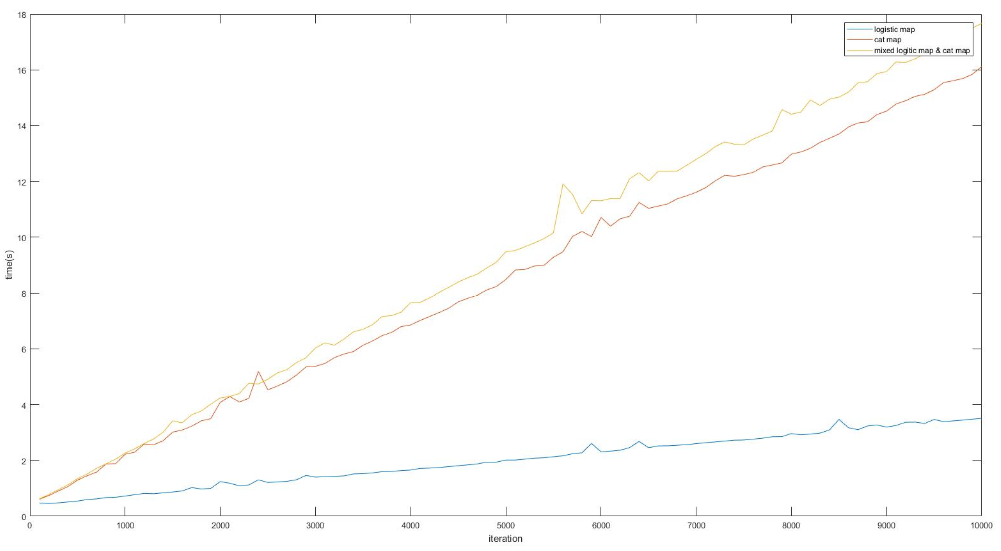 18
16
14
12
10
8
6
4
2
0
time(s)
logistic map
cat map
mixed logitic map & cat map
0 1000 2000 3000 4000 5000 6000 7000 8000 9000 10000
iteration